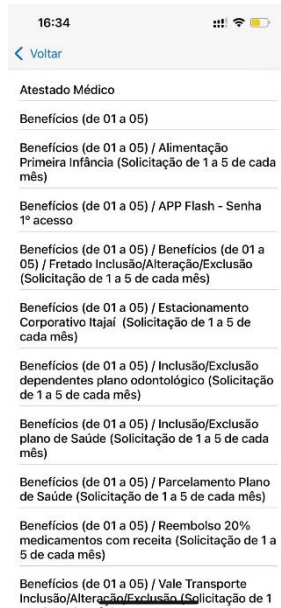 16:34
Voltar
Atestado Médico
Benefícios (de 01 a 05)
Benefícios (de 01 a 05) / Alimentação
Primeira Infância (Solicitação de 1 a 5 de cada
mês)
Benefícios (de 01 a 05) / APP Flash - Senha
1º acesso
Benefícios (de 01 a 05) / Benefícios (de 01 a
05) / Fretado Inclusão/Alteração/Exclusão
(Solicitação de 1 a 5 de cada mês)
Benefícios (de 01 a 05) / Estacionamento
Corporativo Itajaí (Solicitação de 1 a 5 de
cada mês)
Benefícios (de 01 a 05) / Inclusão/Exclusão
dependentes plano odontológico (Solicitação
de 1 a 5 de cada mês)
Benefícios (de 01 a 05) / Inclusão/Exclusão
plano de Saúde (Solicitação de 1 a 5 de cada
mês)
Benefícios (de 01 a 05) / Parcelamento Plano
de Saúde (Solicitação de 1 a 5 de cada mês)
Benefícios (de 01 a 05) / Reembolso 20%
medicamentos com receita (Solicitação de 1 a
5 de cada mês)
Benefícios (de 01 a 05) / Vale Transporte
Inclusão/Alteração/Exclusão (Solicitação de 1